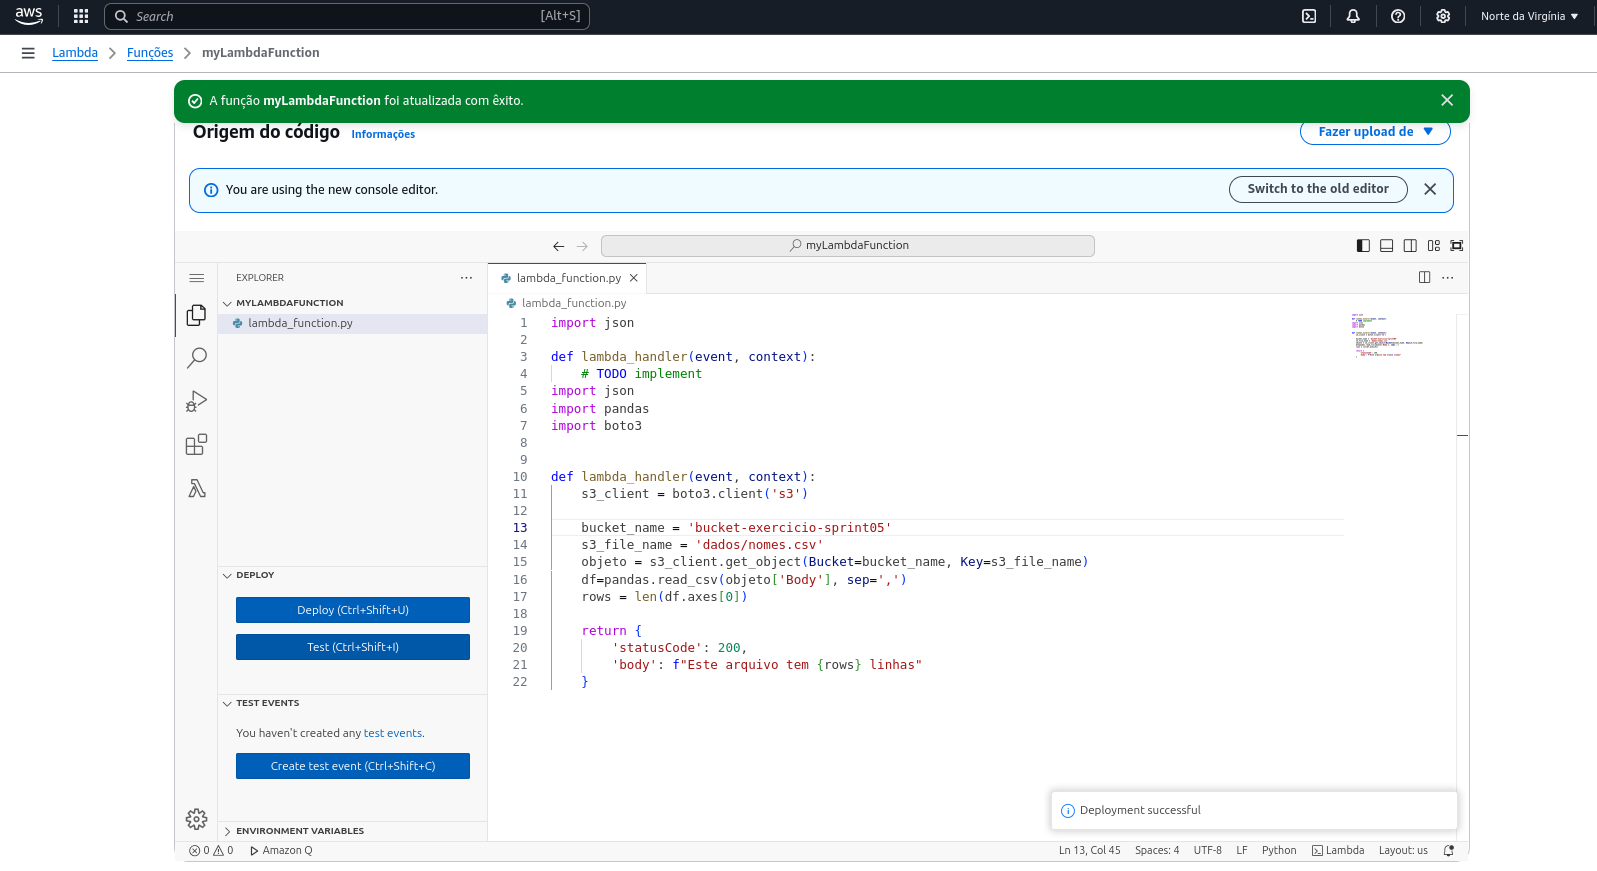 aws Search [Alt+S] Norte da Virgínia
Lambda Funções myLambdaFunction
A função myLambdaFunction foi atualizada com êxito.
Origem do código Informações Fazer upload de
You are using the new console editor. Switch to the old editor
myLambdaFunction
EXPLORER
MYLAMBDAFUNCTION
lambda_function.py
DEPLOY
Deploy (Ctrl+Shift+U)
Test (Ctrl+Shift+I)
TEST EVENTS
You haven't created any test events.
Create test event (Ctrl+Shift+C)
ENVIRONMENT VARIABLES
lambda_function.py
lambda_function.py
1 import json
2
3 def lambda_handler(event, context):
4     # TODO implement
5 import json
6 import pandas
7 import boto3
8
9
10 def lambda_handler(event, context):
11     s3_client = boto3.client('s3')
12
13     bucket_name = 'bucket-exercicio-sprint05'
14     s3_file_name = 'dados/nomes.csv'
15     objeto = s3_client.get_object(Bucket=bucket_name, Key=s3_file_name)
16     df=pandas.read_csv(objeto['Body'], sep=',')
17     rows = len(df.axes[0])
18
19     return {
20         'statusCode': 200,
21         'body': f"Este arquivo tem {rows} linhas"
22     }
Deployment successful
0 0 Amazon Q Ln 13, Col 45 Spaces: 4 UTF-8 LF Python Lambda Layout: us